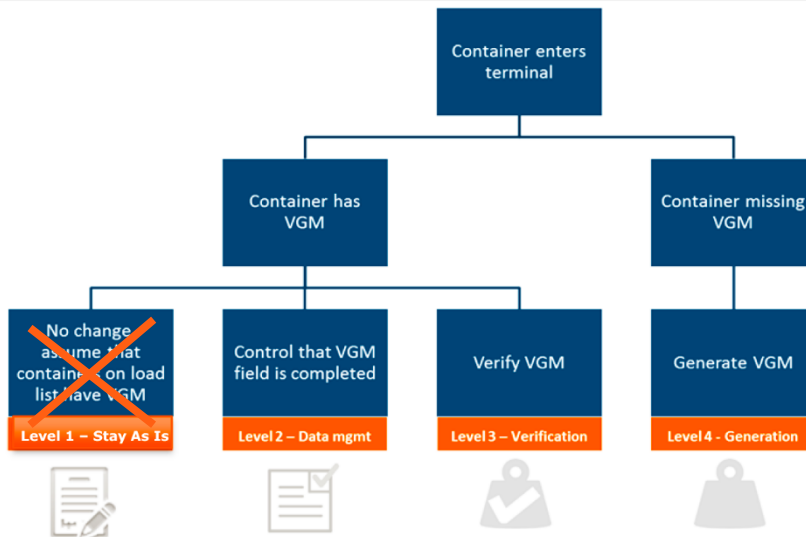 Container enters
terminal
Container has
VGM
Container missing
VGM
No change,
assume that
containers on load
list have VGM
Control that VGM
field is completed
Verify VGM
Generate VGM
Level 1 – Stay As Is
Level 2 – Data mgmt
Level 3 – Verification
Level 4 - Generation